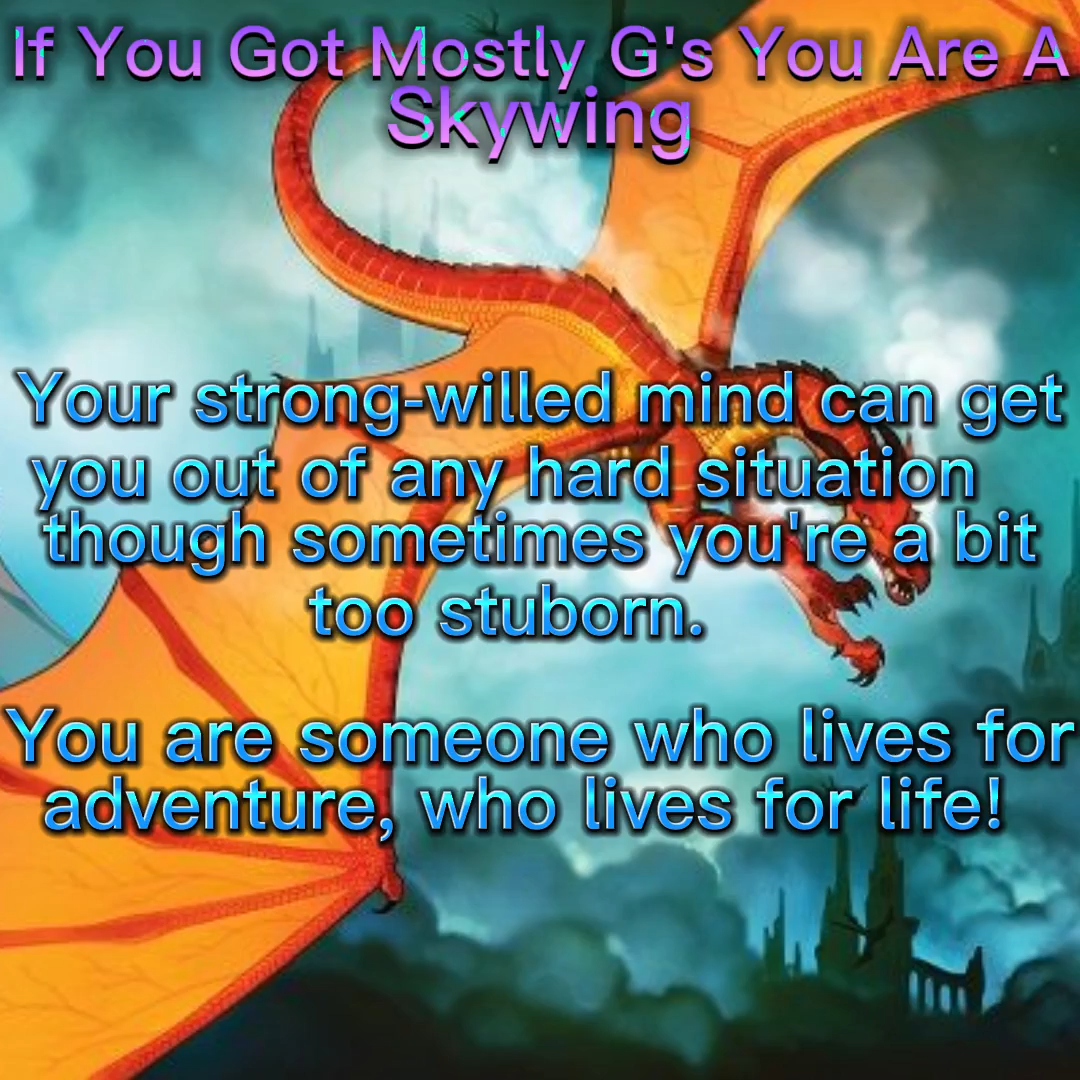 If You Got Mostly G's You Are A
Skywing
Your strong-willed mind can get
you out of any hard situation
though sometimes you're a bit
too stuborn.
You are someone who lives for
adventure, who lives for life!